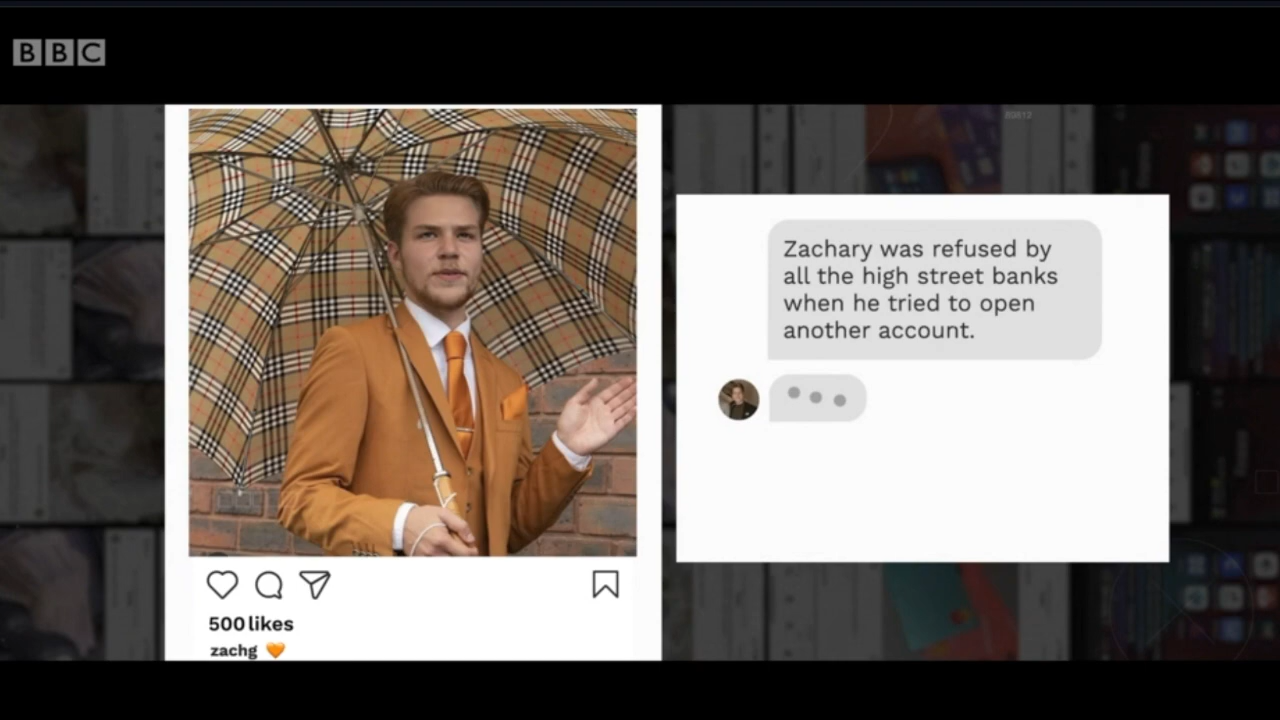 BBC
Zachary was refused by
all the high street banks
when he tried to open
another account.
500 likes
zachg 🧡